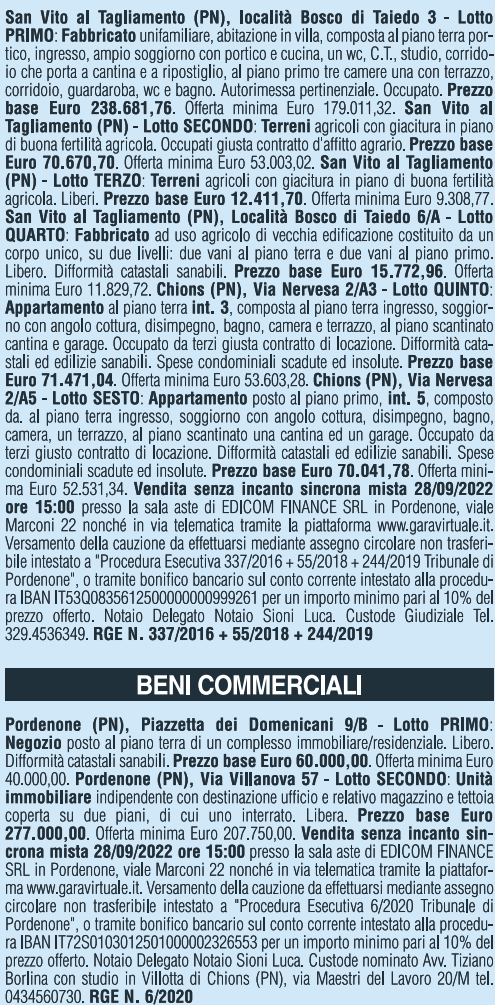 San Vito al Tagliamento (PN), località Bosco di Taiedo 3 - Lotto
PRIMO: Fabbricato unifamiliare, abitazione in villa, composta al piano terra por-
tico, ingresso, ampio soggiorno con portico e cucina, un wc, C.T., studio, corrido-
io che porta a cantina e a ripostiglio, al piano primo tre camere una con terrazzo,
corridoio, guardaroba, wc e bagno. Autorimessa pertinenziale. Occupato. Prezzo
base Euro 238.681,76. Offerta minima Euro 179.011,32. San Vito al
Tagliamento (PN) - Lotto SECONDO: Terreni agricoli con giacitura in piano
di buona fertilità agricola. Occupati giusta contratto d'affitto agrario. Prezzo base
Euro 70.670,70. Offerta minima Euro 53.003,02. San Vito al Tagliamento
(PN) - Lotto TERZO: Terreni agricoli con giacitura in piano di buona fertilità
agricola. Liberi. Prezzo base Euro 12.411,70. Offerta minima Euro 9.308,77.
San Vito al Tagliamento (PN), Località Bosco di Taiedo 6/A - Lotto
QUARTO: Fabbricato ad uso agricolo di vecchia edificazione costituito da un
corpo unico, su due livelli: due vani al piano terra e due vani al piano primo.
Libero. Difformità catastali sanabili. Prezzo base Euro 15.772,96. Offerta
minima Euro 11.829,72. Chions (PN), Via Nervesa 2/A3 - Lotto QUINTO:
Appartamento al piano terra int. 3, composta al piano terra ingresso, soggior-
no con angolo cottura, disimpegno, bagno, camera e terrazzo, al piano scantinato
cantina e garage. Occupato da terzi giusta contratto di locazione. Difformità cata-
stali ed edilizie sanabili. Spese condominiali scadute ed insolute. Prezzo base
Euro 71.471,04. Offerta minima Euro 53.603,28. Chions (PN), Via Nervesa
2/A5 - Lotto SESTO: Appartamento posto al piano primo, int. 5, composto
da. al piano terra ingresso, soggiorno con angolo cottura, disimpegno, bagno,
camera, un terrazzo, al piano scantinato una cantina ed un garage. Occupato da
terzi giusto contratto di locazione. Difformità catastali ed edilizie sanabili. Spese
condominiali scadute ed insolute. Prezzo base Euro 70.041,78. Offerta mini-
ma Euro 52.531,34. Vendita senza incanto sincrona mista 28/09/2022
ore 15:00 presso la sala aste di EDICOM FINANCE SRL in Pordenone, viale
Marconi 22 nonché in via telematica tramite la piattaforma www.garavirtuale.it.
Versamento della cauzione da effettuarsi mediante assegno circolare non trasferi-
bile intestato a "Procedura Esecutiva 337/2016 + 55/2018 + 244/2019 Tribunale di
Pordenone", o tramite bonifico bancario sul conto corrente intestato alla procedu-
ra IBAN IT53Q0835612500000000999261 per un importo minimo pari al 10% del
prezzo offerto. Notaio Delegato Notaio Sioni Luca. Custode Giudiziale Tel.
329.4536349. RGE N. 337/2016 + 55/2018 + 244/2019
BENI COMMERCIALI
Pordenone (PN), Piazzetta dei Domenicani 9/B - Lotto PRIMO:
Negozio posto al piano terra di un complesso immobiliare/residenziale. Libero.
Difformità catastali sanabili. Prezzo base Euro 60.000,00. Offerta minima Euro
40.000,00. Pordenone (PN), Via Villanova 57 - Lotto SECONDO: Unità
immobiliare indipendente con destinazione ufficio e relativo magazzino e tettoia
coperta su due piani, di cui uno interrato. Libera. Prezzo base Euro
277.000,00. Offerta minima Euro 207.750,00. Vendita senza incanto sin-
crona mista 28/09/2022 ore 15:00 presso la sala aste di EDICOM FINANCE
SRL in Pordenone, viale Marconi 22 nonché in via telematica tramite la piattafor-
ma www.garavirtuale.it. Versamento della cauzione da effettuarsi mediante assegno
circolare non trasferibile intestato a "Procedura Esecutiva 6/2020 Tribunale di
Pordenone", o tramite bonifico bancario sul conto corrente intestato alla procedu-
ra IBAN IT72S0103012501000002326553 per un importo minimo pari al 10% del
prezzo offerto. Notaio Delegato Notaio Sioni Luca. Custode nominato Avv. Tiziano
Borlina con studio in Villotta di Chions (PN), via Maestri del Lavoro 20/M tel.
0434560730. RGE N. 6/2020